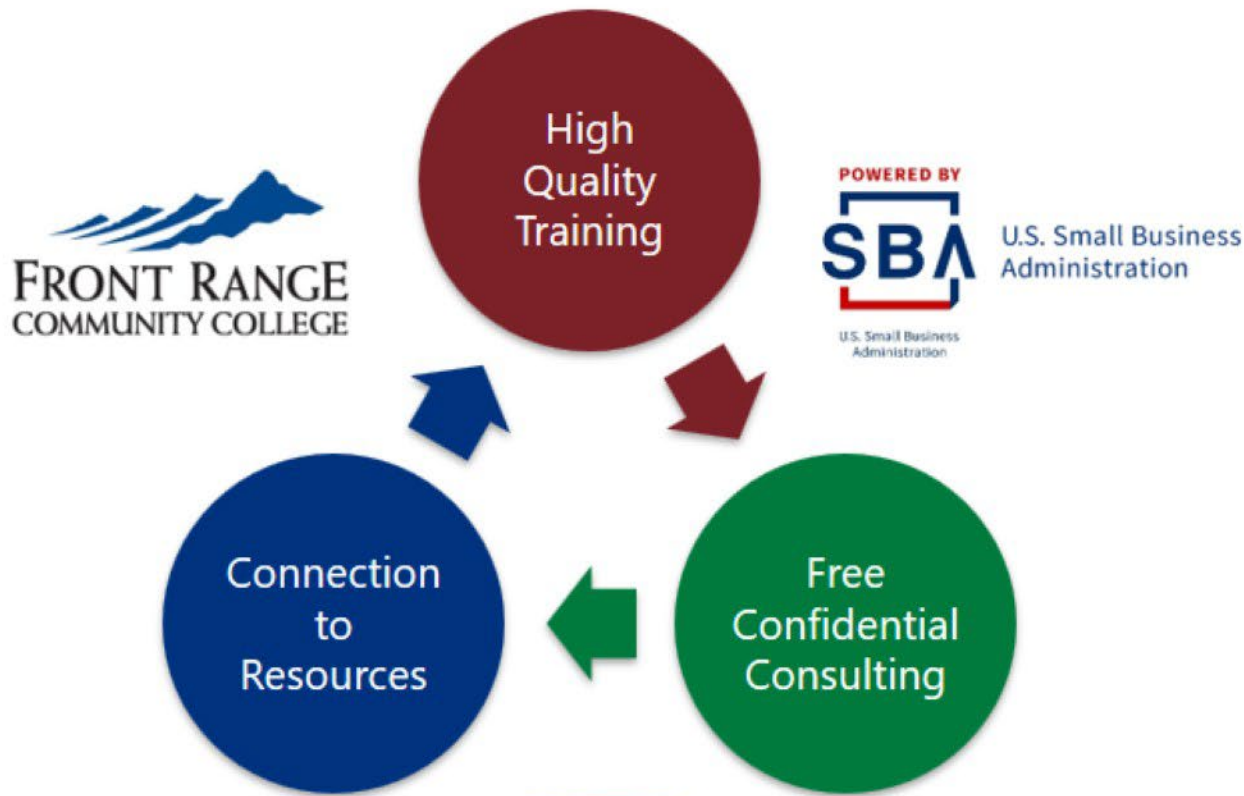 High
Quality
Training
FRONT RANGE
COMMUNITY COLLEGE
POWERED BY
SBA
U.S. Small Business
Administration
U.S. Small Business
Administration
Connection
to
Resources
Free
Confidential
Consulting